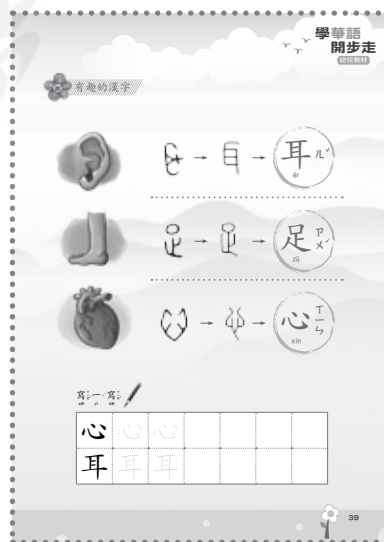 學華語
開步走
幼兒教材
有趣的漢字
耳 ㄦˇ
ěr
足 ㄗㄨˊ
zú
心 ㄒㄧㄣ
xīn
寫一寫
心 心 心
耳 耳 耳
39